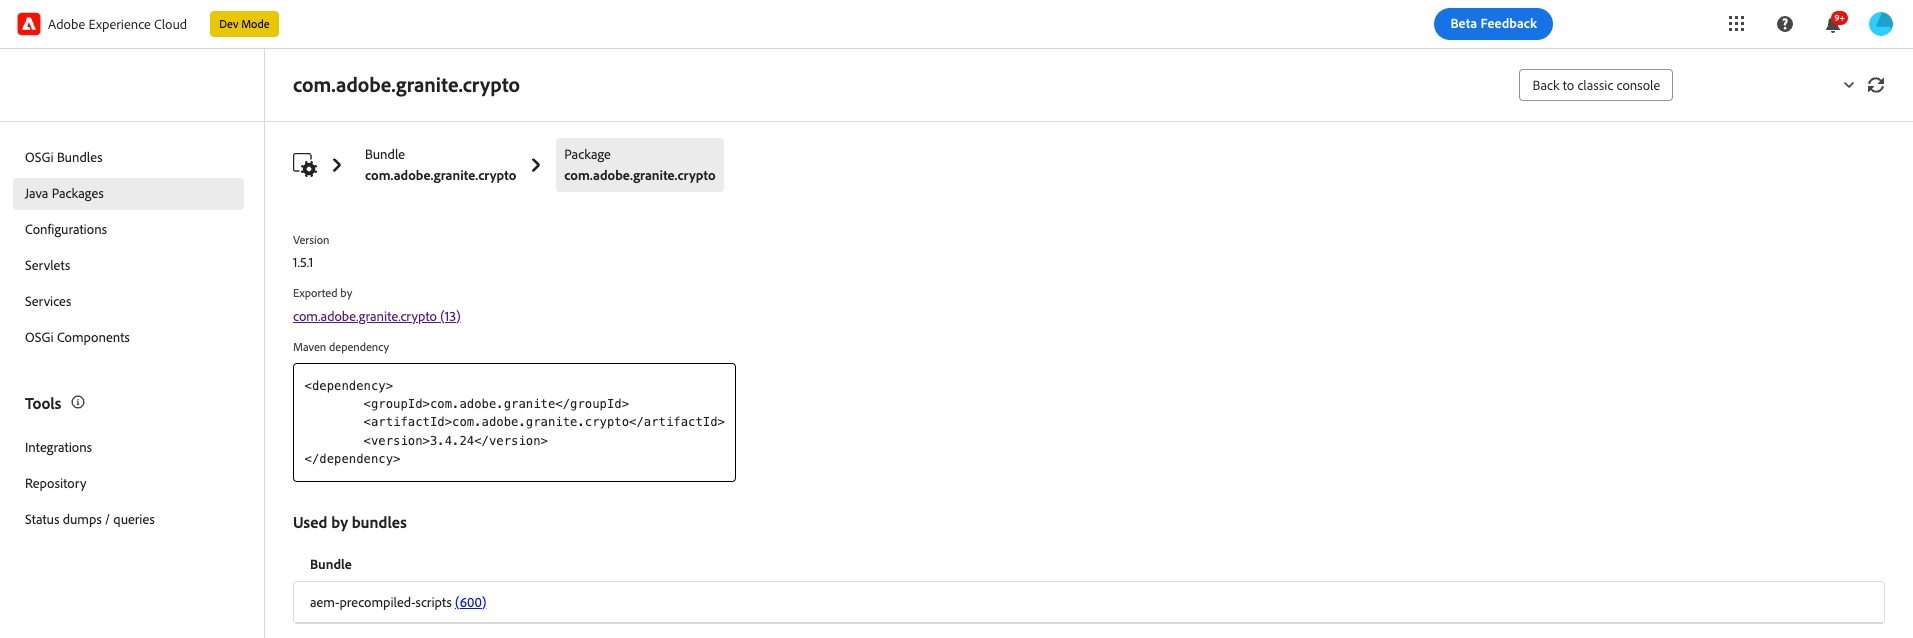 Adobe Experience Cloud
Dev Mode
Beta Feedback
9+
com.adobe.granite.crypto
Back to classic console
OSGi Bundles
Java Packages
Configurations
Servlets
Services
OSGi Components
Tools
Integrations
Repository
Status dumps / queries
Bundle
com.adobe.granite.crypto
Package
com.adobe.granite.crypto
Version
1.5.1
Exported by
com.adobe.granite.crypto (13)
Maven dependency
<dependency>
<groupId>com.adobe.granite</groupId>
<artifactId>com.adobe.granite.crypto</artifactId>
<version>3.4.24</version>
</dependency>
Used by bundles
Bundle
aem-precompiled-scripts (600)